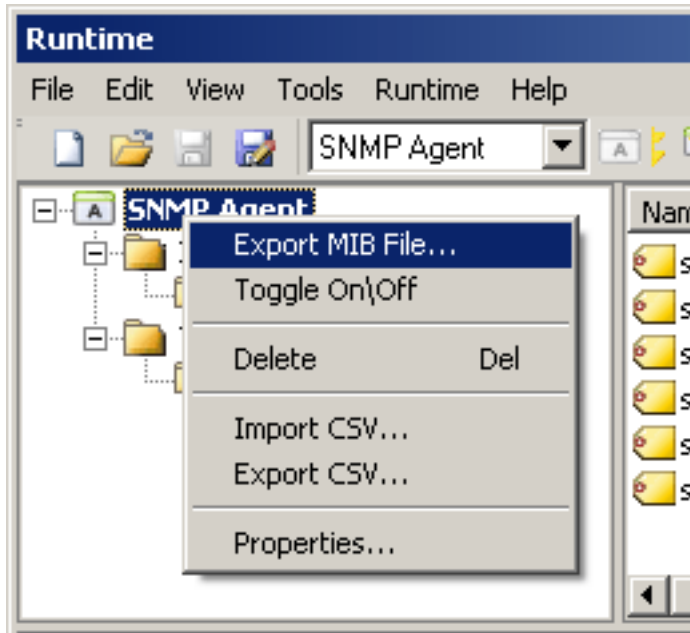 Runtime
File Edit View Tools Runtime Help
SNMP Agent
A
A SNMP Agent
Export MIB File...
Toggle On\Off
Delete Del
Import CSV...
Export CSV...
Properties...